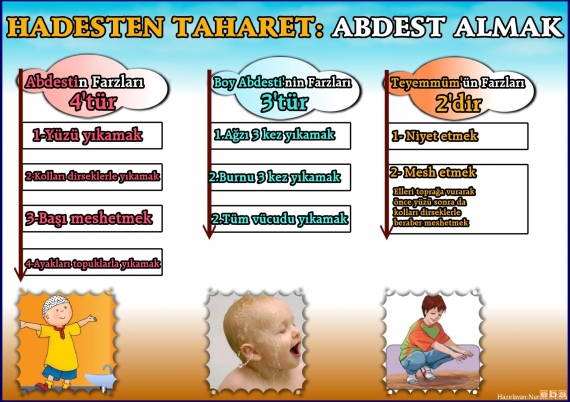 HADESTEN TAHARET: ABDEST ALMAK
Abdestin Farzları
4'tür
1-Yüzü yıkamak
2-Kolları dirseklerle yıkamak
3-Başı meshetmek
4-Ayakları topuklarla yıkamak
Boy Abdesti'nin Farzları
3'tür
1.Ağzı 3 kez yıkamak
2.Burnu 3 kez yıkamak
2.Tüm vücudu yıkamak
Teyemmüm'ün Farzları
2'dir
1- Niyet etmek
2- Mesh etmek
Elleri toprağa vurarak
önce yüzü sonra da
kolları dirseklerle
beraber meshetmek
Hazırlayan:
eba